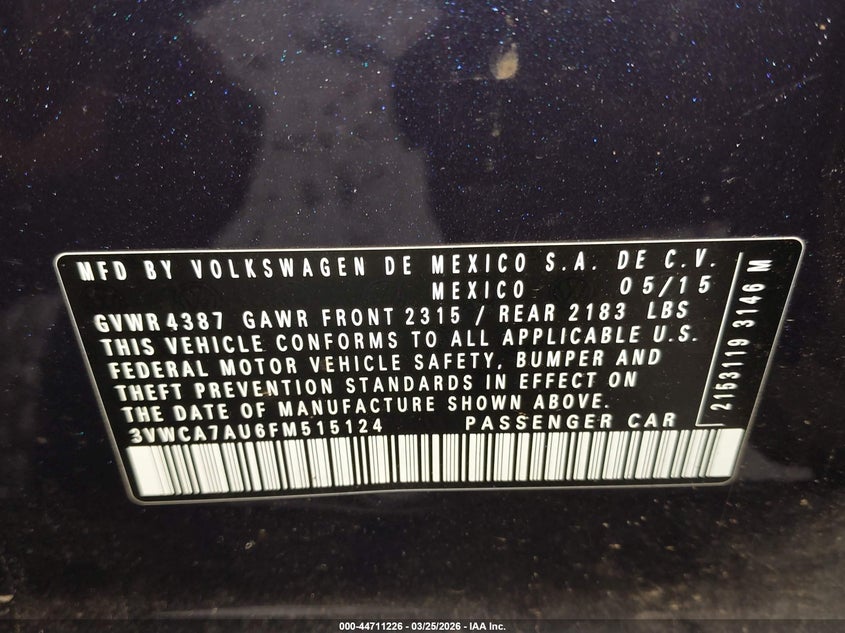 MFD BY VOLKSWAGEN DE MEXICO S.A. DE C.V.
MEXICO 05/15
GVWR 4387 GAWR FRONT 2315 / REAR 2183 LBS
THIS VEHICLE CONFORMS TO ALL APPLICABLE U.S.
FEDERAL MOTOR VEHICLE SAFETY, BUMPER AND
THEFT PREVENTION STANDARDS IN EFFECT ON
THE DATE OF MANUFACTURE SHOWN ABOVE.
3VWCA7AU6FM515124 PASSENGER CAR
2153119 3146 M
000-44711226 - 03/25/2026 - IAA Inc.